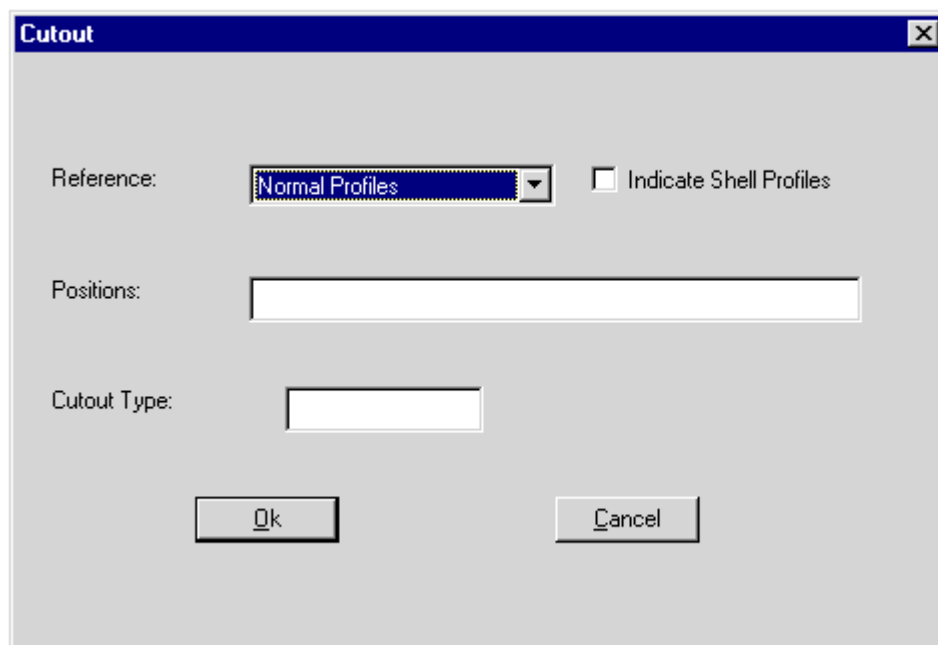 Cutout
Reference: Normal Profiles Indicate Shell Profiles
Positions:
Cutout Type:
Ok Cancel